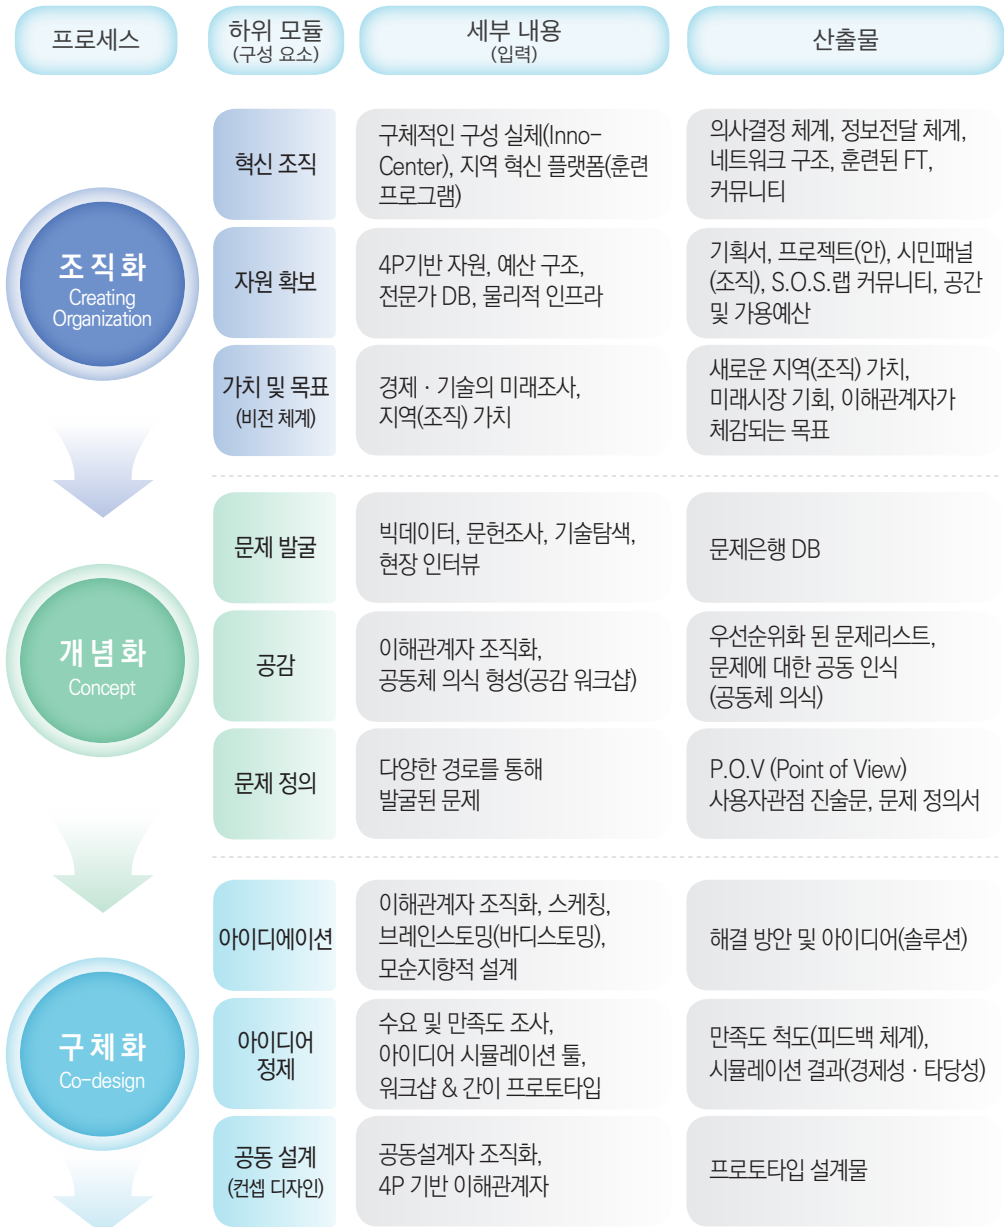 프로세스
하위 모듈
(구성 요소)
세부 내용
(입력)
산출물
조직화
Creating
Organization
혁신 조직
구체적인 구성 실체(Inno-
Center), 지역 혁신 플랫폼(훈련
프로그램)
의사결정 체계, 정보전달 체계,
네트워크 구조, 훈련된 FT,
커뮤니티
자원 확보
4P기반 자원, 예산 구조,
전문가 DB, 물리적 인프라
기획서, 프로젝트(안), 시민패널
(조직), S.O.S.랩 커뮤니티, 공간
및 가용예산
가치 및 목표
(비전 체계)
경제 · 기술의 미래조사,
지역(조직) 가치
새로운 지역(조직) 가치,
미래시장 기회, 이해관계자가
체감되는 목표
개념화
Concept
문제 발굴
빅데이터, 문헌조사, 기술탐색,
현장 인터뷰
문제은행 DB
공감
이해관계자 조직화,
공동체 의식 형성(공감 워크샵)
우선순위화 된 문제리스트,
문제에 대한 공동 인식
(공동체 의식)
문제 정의
다양한 경로를 통해
발굴된 문제
P.O.V (Point of View)
사용자관점 진술문, 문제 정의서
구체화
Co-design
아이디에이션
이해관계자 조직화, 스케칭,
브레인스토밍(바디스토밍),
모순지향적 설계
해결 방안 및 아이디어(솔루션)
아이디어
정제
수요 및 만족도 조사,
아이디어 시뮬레이션 툴,
워크샵 & 간이 프로토타입
만족도 척도(피드백 체계),
시뮬레이션 결과(경제성 · 타당성)
공동 설계
(컨셉 디자인)
공동설계자 조직화,
4P 기반 이해관계자
프로토타입 설계물